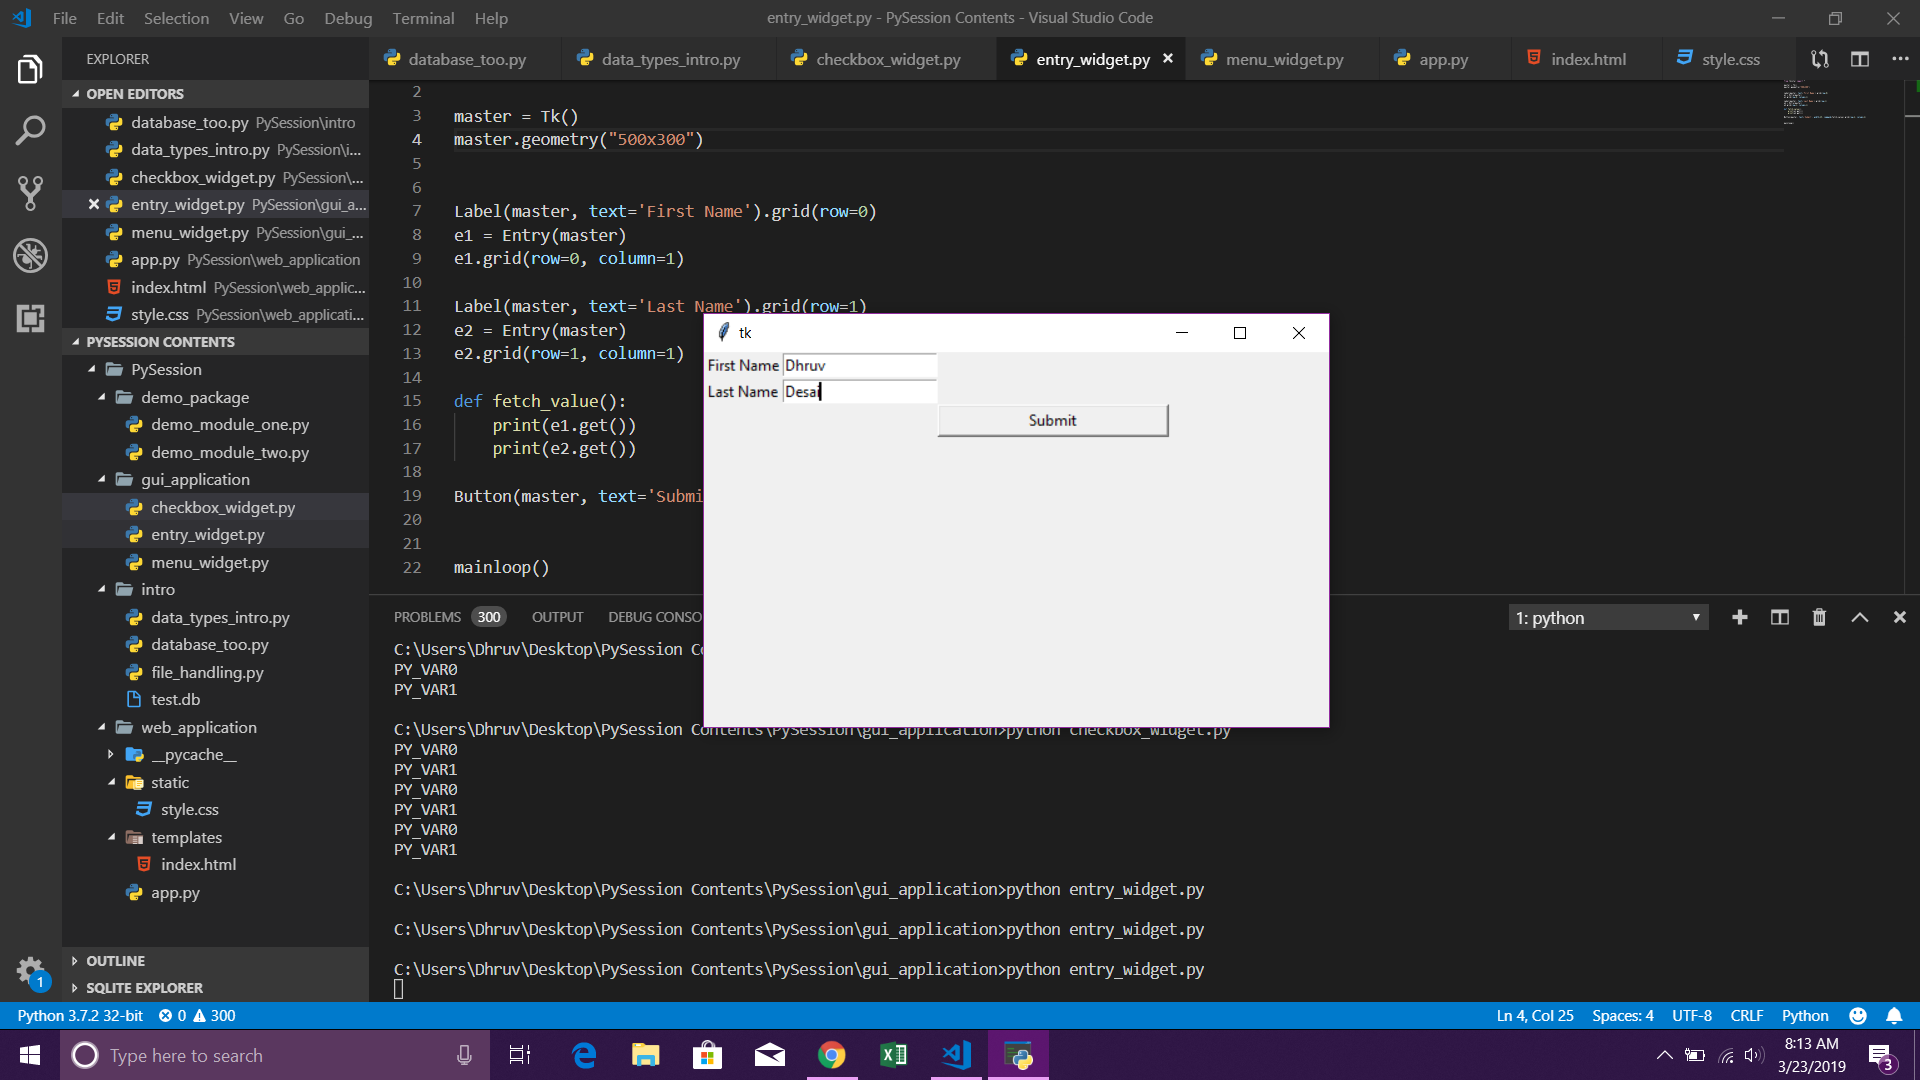 File Edit Selection View Go Debug Terminal Help
entry_widget.py - PySession Contents - Visual Studio Code
EXPLORER
OPEN EDITORS
database_too.py PySession\intro
data_types_intro.py PySession\i...
checkbox_widget.py PySession\...
entry_widget.py PySession\gui_a...
menu_widget.py PySession\gui_...
app.py PySession\web_application
index.html PySession\web_applic...
style.css PySession\web_applicati...
PYSESSION CONTENTS
PySession
demo_package
demo_module_one.py
demo_module_two.py
gui_application
checkbox_widget.py
entry_widget.py
menu_widget.py
intro
data_types_intro.py
database_too.py
file_handling.py
test.db
web_application
__pycache__
static
style.css
templates
index.html
app.py
OUTLINE
SQLITE EXPLORER
1
database_too.py data_types_intro.py checkbox_widget.py entry_widget.py menu_widget.py app.py index.html style.css
2
3 master = Tk()
4 master.geometry("500x300")
5
6
7 Label(master, text='First Name').grid(row=0)
8 e1 = Entry(master)
9 e1.grid(row=0, column=1)
10
11 Label(master, text='Last Name').grid(row=1)
12 e2 = Entry(master)
13 e2.grid(row=1, column=1)
14
15 def fetch_value():
16 print(e1.get())
17 print(e2.get())
18
19 Button(master, text='Submi
20
21
22 mainloop()
tk
First Name Dhruv
Last Name Desai
Submit
PROBLEMS 300 OUTPUT DEBUG CONSO
1: python
C:\Users\Dhruv\Desktop\PySession Co
PY_VAR0
PY_VAR1
C:\Users\Dhruv\Desktop\PySession Contents\PySession\gui_application>python checkbox_widget.py
PY_VAR0
PY_VAR1
PY_VAR0
PY_VAR1
PY_VAR0
PY_VAR1
C:\Users\Dhruv\Desktop\PySession Contents\PySession\gui_application>python entry_widget.py
C:\Users\Dhruv\Desktop\PySession Contents\PySession\gui_application>python entry_widget.py
C:\Users\Dhruv\Desktop\PySession Contents\PySession\gui_application>python entry_widget.py
Python 3.7.2 32-bit 0 300
Ln 4, Col 25 Spaces: 4 UTF-8 CRLF Python
Type here to search
8:13 AM
3/23/2019
3